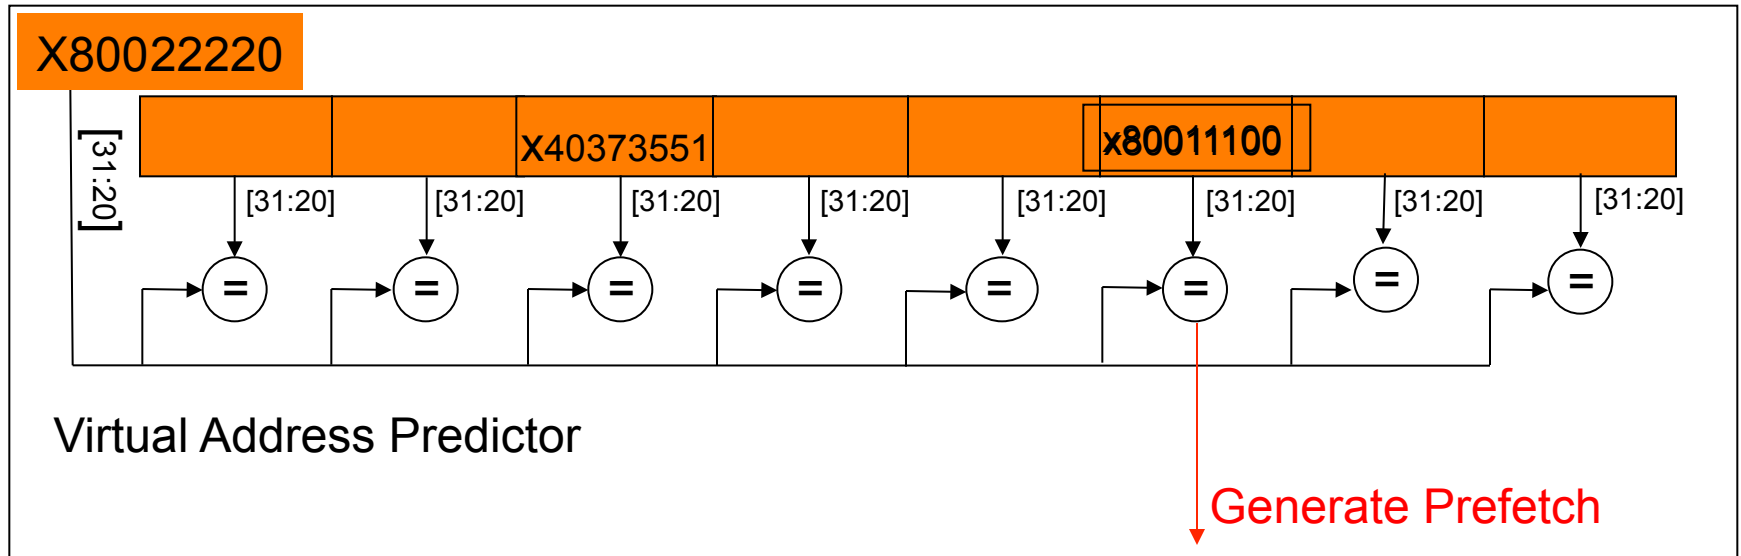 X80022220
[31:20]
X40373551
x80011100
[31:20] [31:20] [31:20] [31:20] [31:20] [31:20] [31:20] [31:20]
= = = = = = = =
Virtual Address Predictor
Generate Prefetch